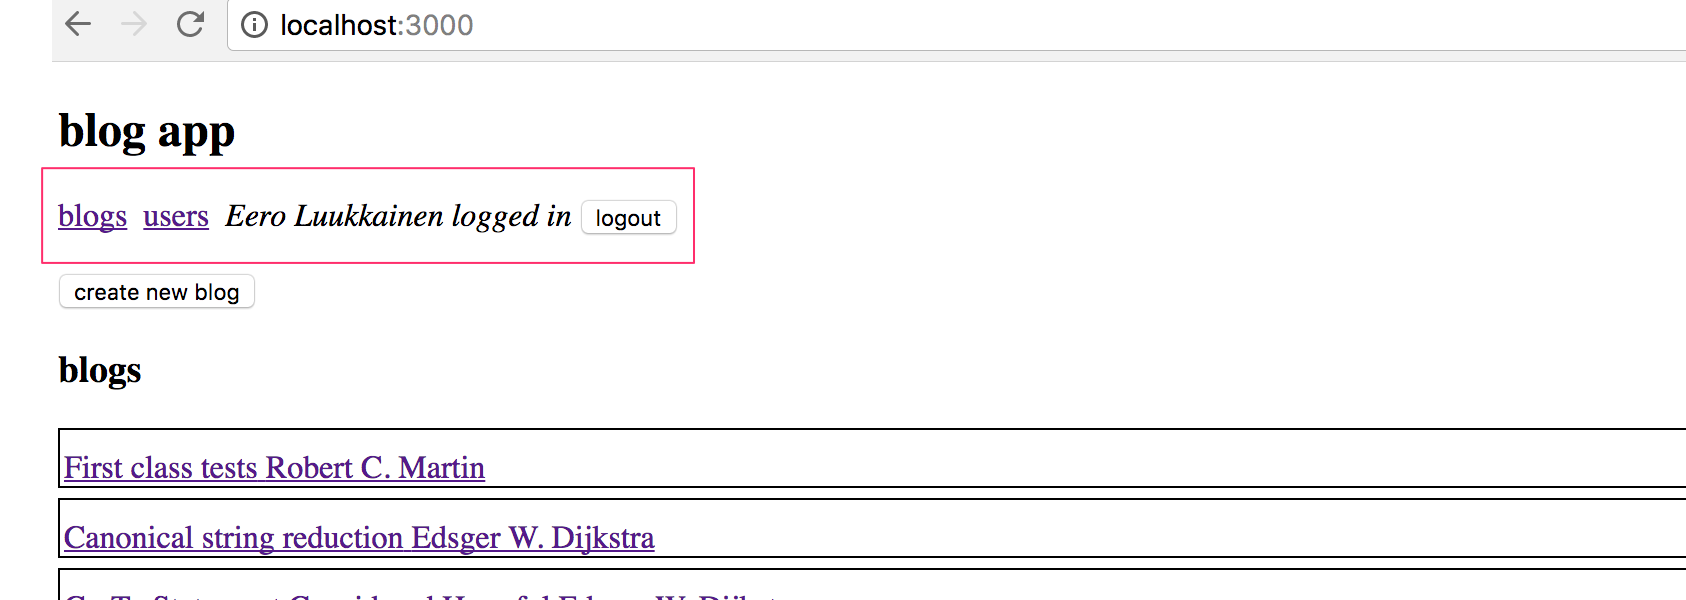 localhost:3000
blog app
blogs users Eero Luukkainen logged in logout
create new blog
blogs
First class tests Robert C. Martin
Canonical string reduction Edsger W. Dijkstra